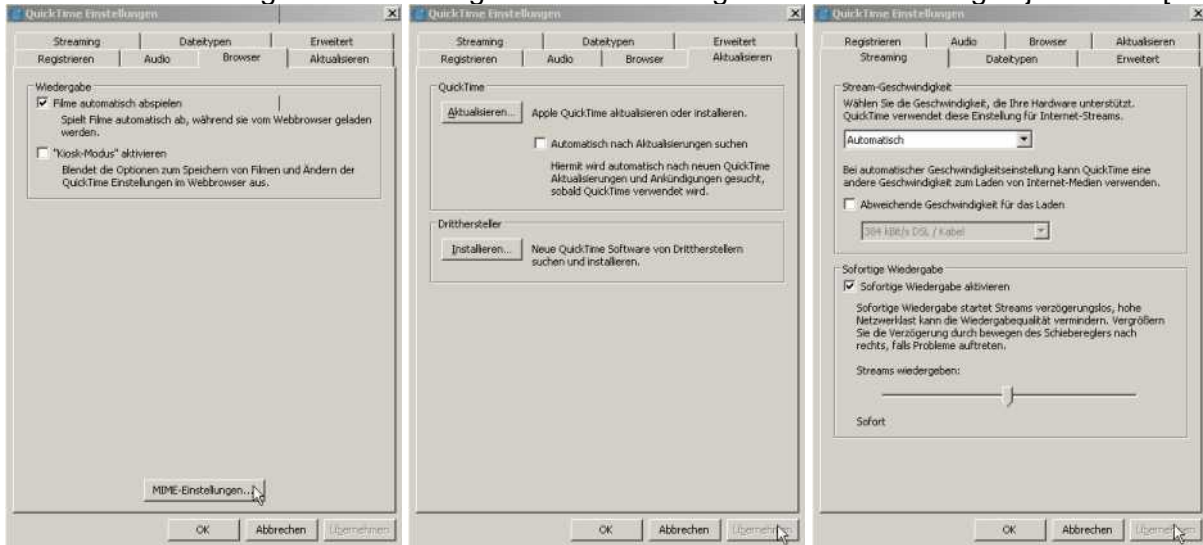 QuickTime Einstellungen
Streaming
Dateitypen
Erweitert
Registrieren
Audio
Browser
Aktualisieren
Wiedergabe
Filme automatisch abspielen
Spielt Filme automatisch ab, während sie vom Webbrowser geladen
werden.
"Kiosk-Modus" aktivieren
Blendet die Optionen zum Speichern von Filmen und Ändern der
QuickTime Einstellungen im Webbrowser aus.
MIME-Einstellungen...
OK
Abbrechen
Übernehmen
QuickTime Einstellungen
Streaming
Dateitypen
Erweitert
Registrieren
Audio
Browser
Aktualisieren
QuickTime
Aktualisieren...
Apple QuickTime aktualisieren oder installieren.
Automatisch nach Aktualisierungen suchen
Hiermit wird automatisch nach neuen QuickTime
Aktualisierungen und Ankündigungen gesucht,
sobald QuickTime verwendet wird.
Dritthersteller
Installieren...
Neue QuickTime Software von Drittherstellern
suchen und installieren.
OK
Abbrechen
QuickTime Einstellungen
Registrieren
Audio
Browser
Aktualisieren
Streaming
Dateitypen
Erweitert
Stream-Geschwindigkeit
Wählen Sie die Geschwindigkeit, die Ihre Hardware unterstützt.
QuickTime verwendet diese Einstellung für Internet-Streams.
Automatisch
Bei automatischer Geschwindigkeitseinstellung kann QuickTime eine
andere Geschwindigkeit zum Laden von Internet-Medien verwenden.
Abweichende Geschwindigkeit für das Laden
384 kBit/s DSL / Kabel
Sofortige Wiedergabe
Sofortige Wiedergabe aktivieren
Sofortige Wiedergabe startet Streams verzögerungslos, hohe
Netzwerklast kann die Wiedergabequalität vermindern. Vergrößern
Sie die Verzögerung durch bewegen des Schiebereglers nach
rechts, falls Probleme auftreten.
Streams wiedergeben:
Sofort
OK
Abbrechen